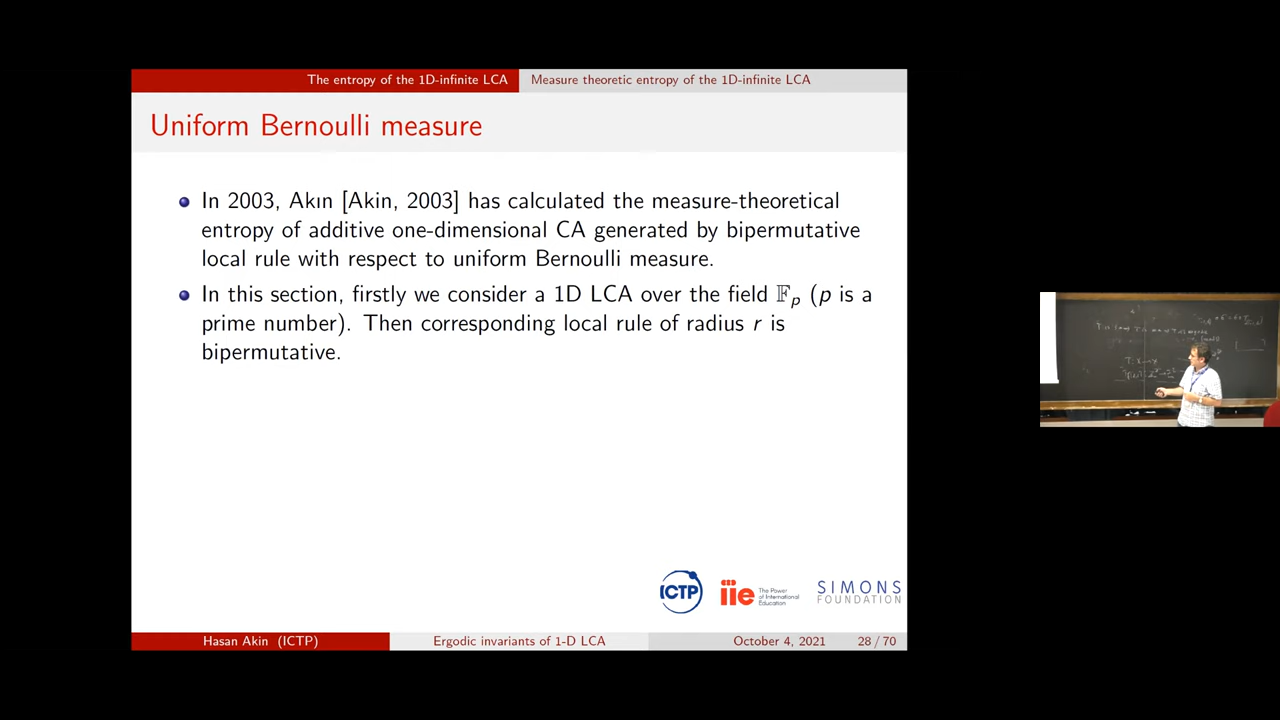 The entropy of the 1D-infinite LCA Measure theoretic entropy of the 1D-infinite LCA
Uniform Bernoulli measure
In 2003, Akın [Akin, 2003] has calculated the measure-theoretical
entropy of additive one-dimensional CA generated by bipermutative
local rule with respect to uniform Bernoulli measure.
In this section, firstly we consider a 1D LCA over the field 𝔽p (p is a
prime number). Then corresponding local rule of radius r is
bipermutative.
ICTP iie The Power of International Education SIMONS FOUNDATION
Hasan Akin (ICTP) Ergodic invariants of 1-D LCA October 4, 2021 28 / 70